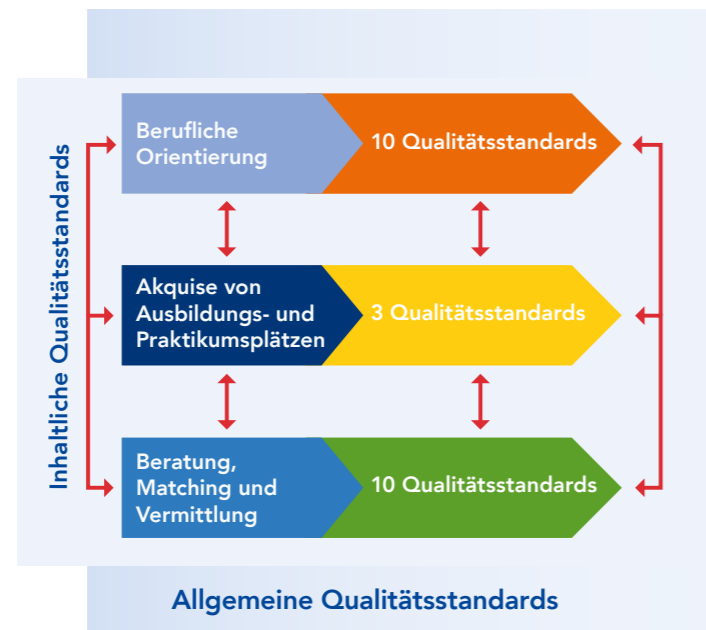 Inhaltliche Qualitätsstandards
Berufliche
Orientierung
10 Qualitätsstandards
Akquise von
Ausbildungs- und
Praktikumsplätzen
3 Qualitätsstandards
Beratung,
Matching und
Vermittlung
10 Qualitätsstandards
Allgemeine Qualitätsstandards